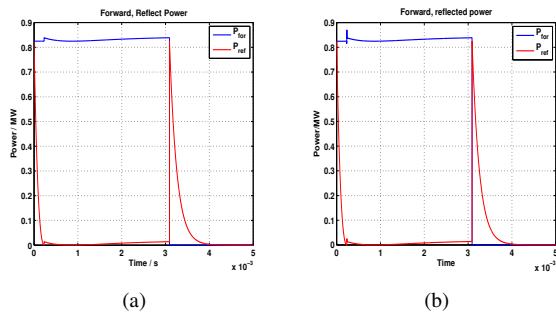 Forward, Reflect Power
0.9
0.8
0.7
0.6
0.5
0.4
0.3
0.2
0.1
0
Power / MW
P_for
P_ref
0 1 2 3 4 5
x 10^-3
Time / s
(a)
Forward, reflected power
0.9
0.8
0.7
0.6
0.5
0.4
0.3
0.2
0.1
0
Power/MW
P_for
P_ref
0 1 2 3 4 5
x 10^-3
Time
(b)